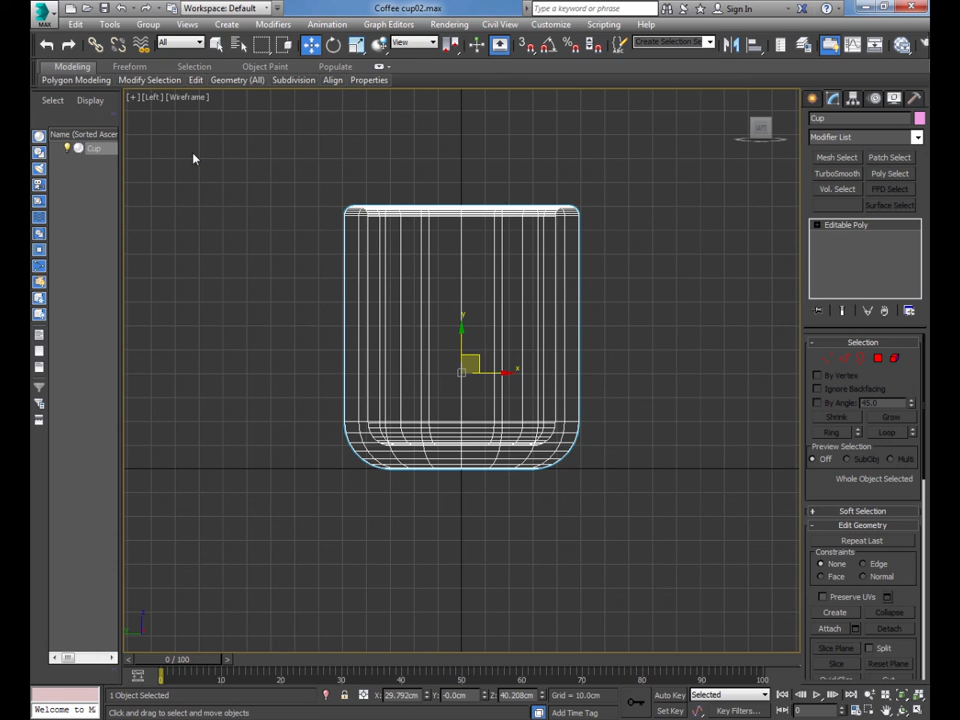 MAX
Workspace: Default
Coffee cup02.max
Type a keyword or phrase
Edit Tools Group Views Create Modifiers Animation Graph Editors Rendering Civil View Customize Scripting Help
All
View
Create Selection Se
Modeling Freeform Selection Object Paint Populate
Polygon Modeling Modify Selection Edit Geometry (All) Subdivision Align Properties
Select Display
[+] [Left] [Wireframe]
Name (Sorted Ascen
Cup
Cup
Modifier List
Mesh Select Patch Select
TurboSmooth Poly Select
Vol. Select FFD Select
Surface Select
Editable Poly
y
x
z
Selection
By Vertex
Ignore Backfacing
By Angle: 45.0
Shrink Grow
Ring Loop
Preview Selection
Off SubObj Multi
Whole Object Selected
Soft Selection
Edit Geometry
Repeat Last
Constraints
None Edge
Face Normal
Preserve UVs
Create Collapse
Attach Detach
Slice Plane Split
Slice Reset Plane
0 / 100
0 10 20 30 40 50 60 70 80 90 100
1 Object Selected
X: 29.792cm Y: -0.0cm Z: 40.208cm Grid = 10.0cm
Auto Key Selected
Welcome to M
Click and drag to select and move objects
Add Time Tag
Set Key Key Filters...
0